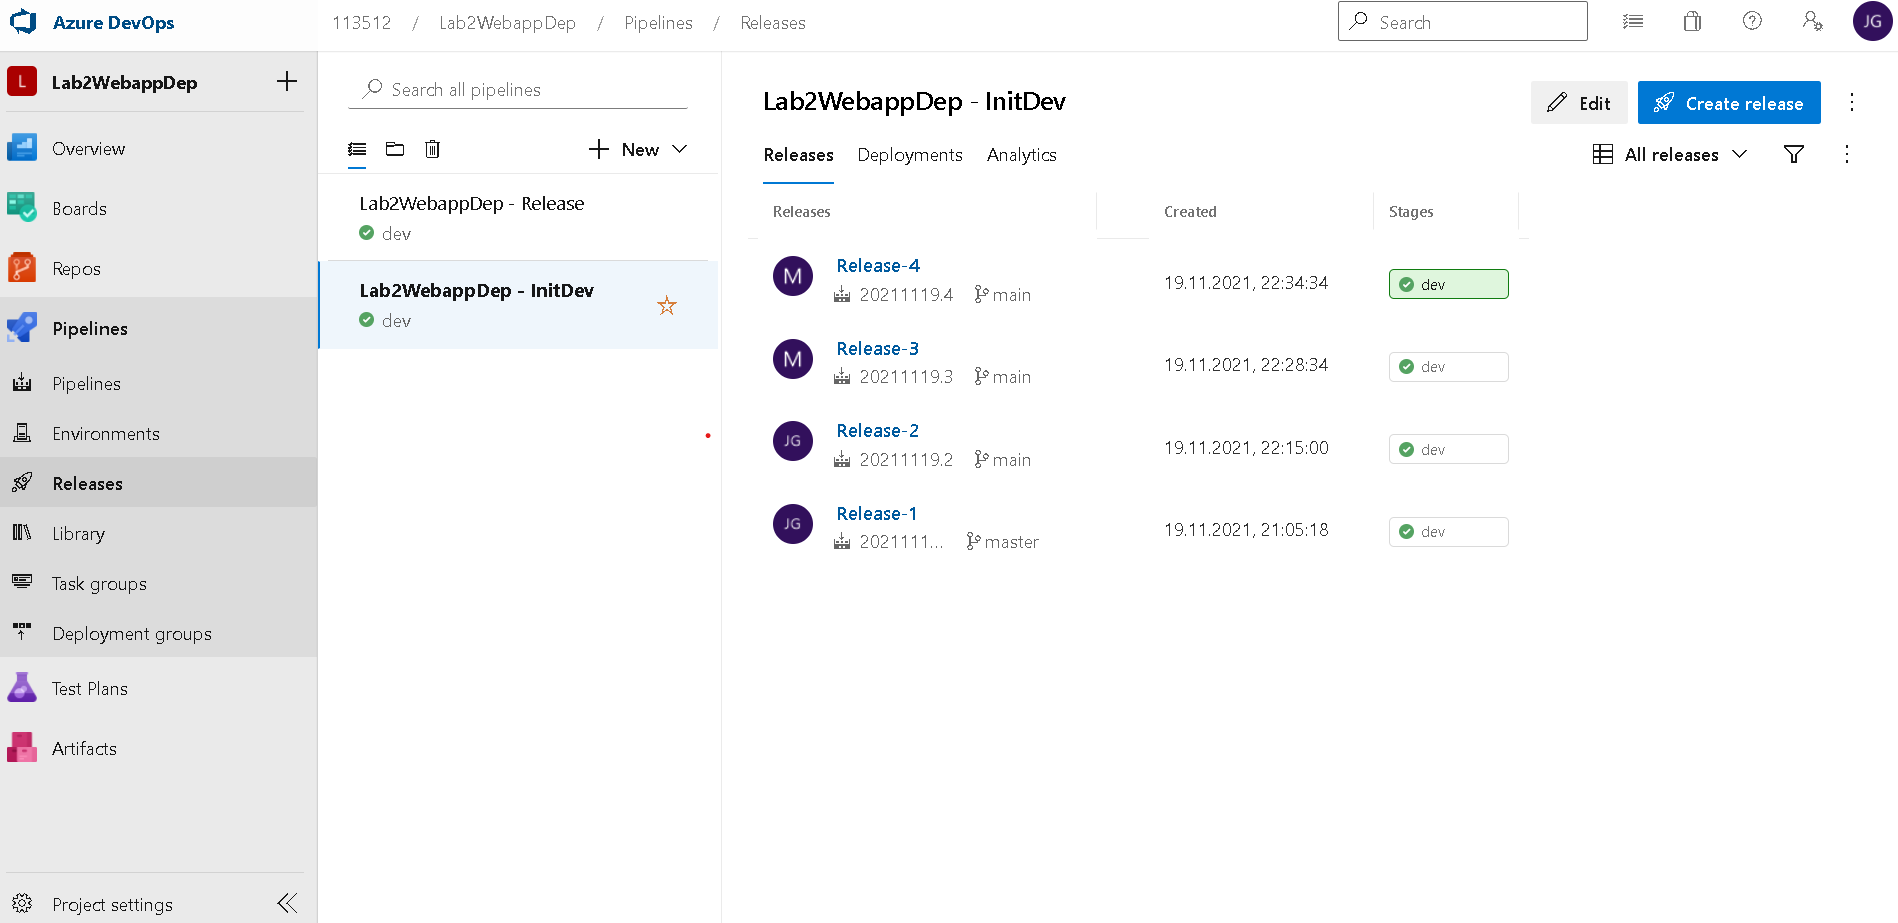 Azure DevOps
113512 / Lab2WebappDep / Pipelines / Releases
Search
JG
L
Lab2WebappDep
Overview
Boards
Repos
Pipelines
Pipelines
Environments
Releases
Library
Task groups
Deployment groups
Test Plans
Artifacts
Project settings
Search all pipelines
New
Lab2WebappDep - Release
dev
Lab2WebappDep - InitDev
dev
Lab2WebappDep - InitDev
Edit
Create release
Releases Deployments Analytics
All releases
Releases Created Stages
M
Release-4
20211119.4 main
19.11.2021, 22:34:34
dev
M
Release-3
20211119.3 main
19.11.2021, 22:28:34
dev
JG
Release-2
20211119.2 main
19.11.2021, 22:15:00
dev
JG
Release-1
2021111... master
19.11.2021, 21:05:18
dev